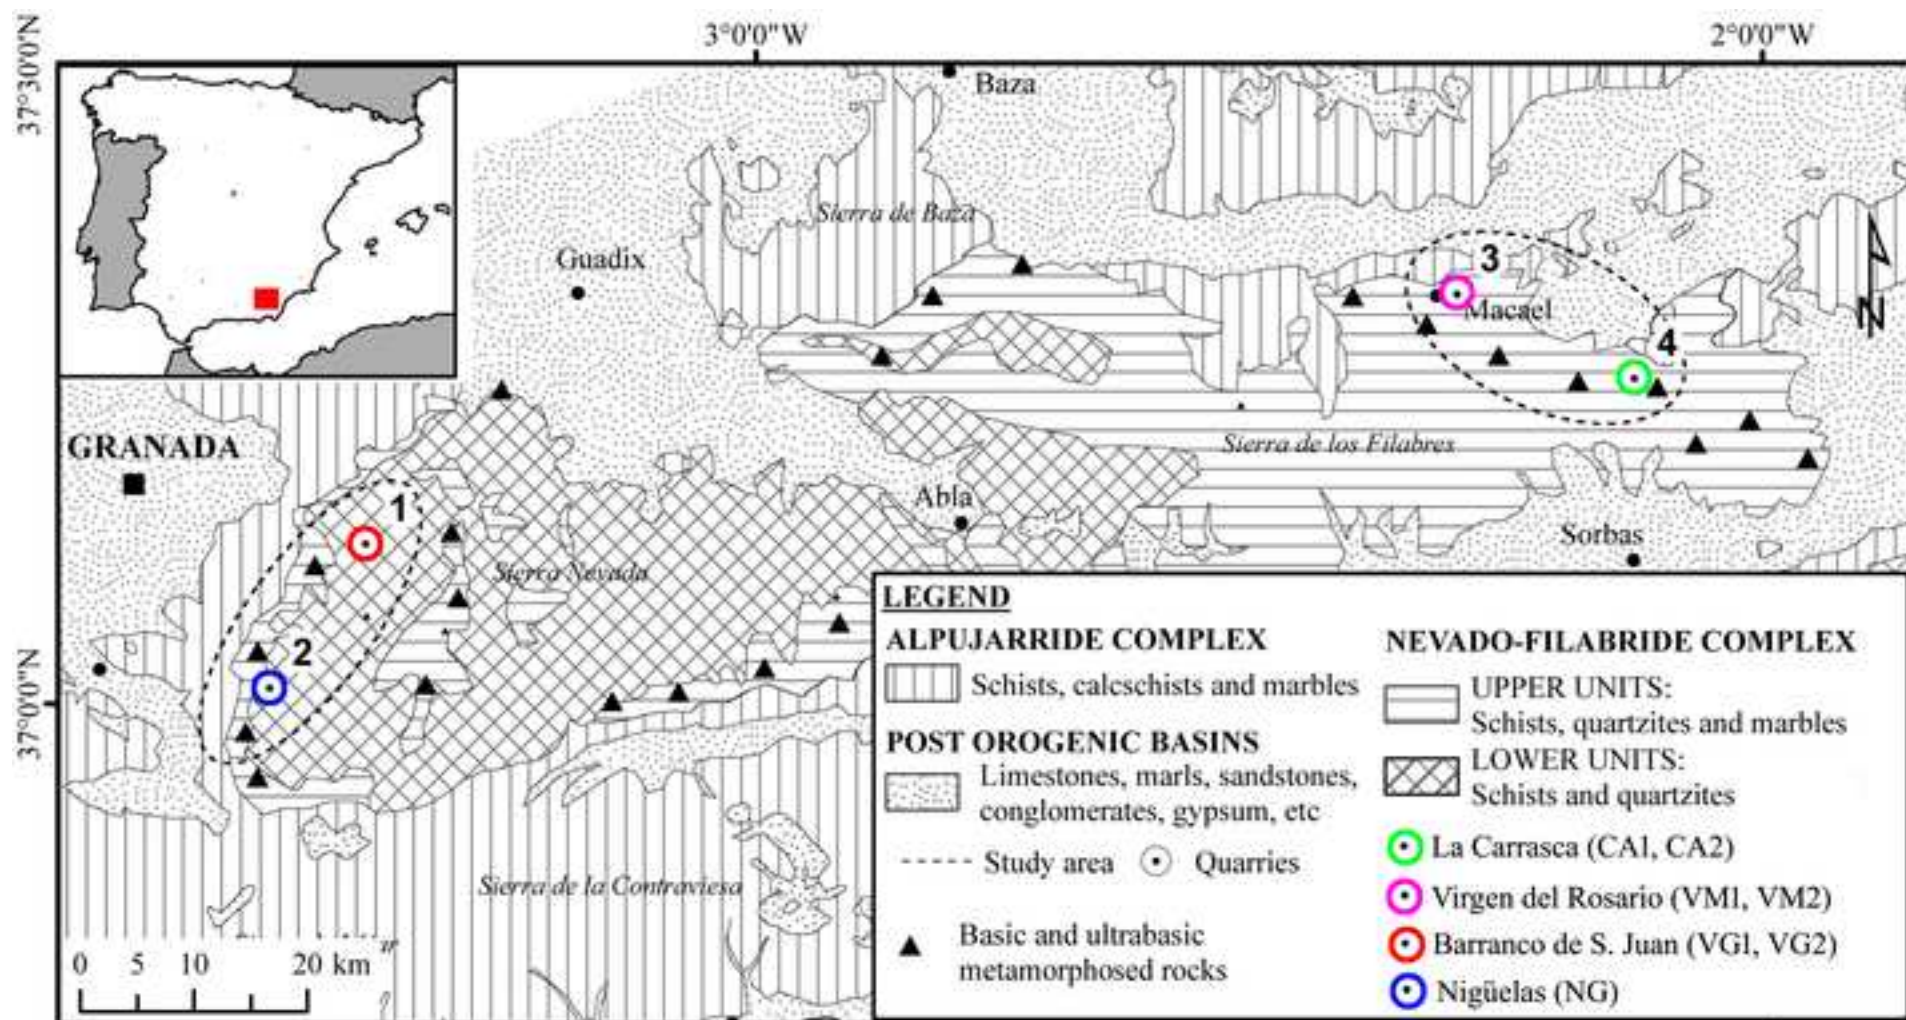 3°0'0"W
2°0'0"W
37°30'0"N
Baza
Sierra de Baza
Guadix
3
Macael
4
N
GRANADA
Sierra de los Filabres
1
Abla
Sorbas
Sierra Nevada
2
37°0'0"N
Sierra de la Contraviesa
0 5 10 20 km
LEGEND
ALPUJARRIDE COMPLEX
Schists, calcschists and marbles
POST OROGENIC BASINS
Limestones, marls, sandstones,
conglomerates, gypsum, etc
Study area
Quarries
Basic and ultrabasic
metamorphosed rocks
NEVADO-FILABRIDE COMPLEX
UPPER UNITS:
Schists, quartzites and marbles
LOWER UNITS:
Schists and quartzites
La Carrasca (CA1, CA2)
Virgen del Rosario (VM1, VM2)
Barranco de S. Juan (VG1, VG2)
Nigüelas (NG)